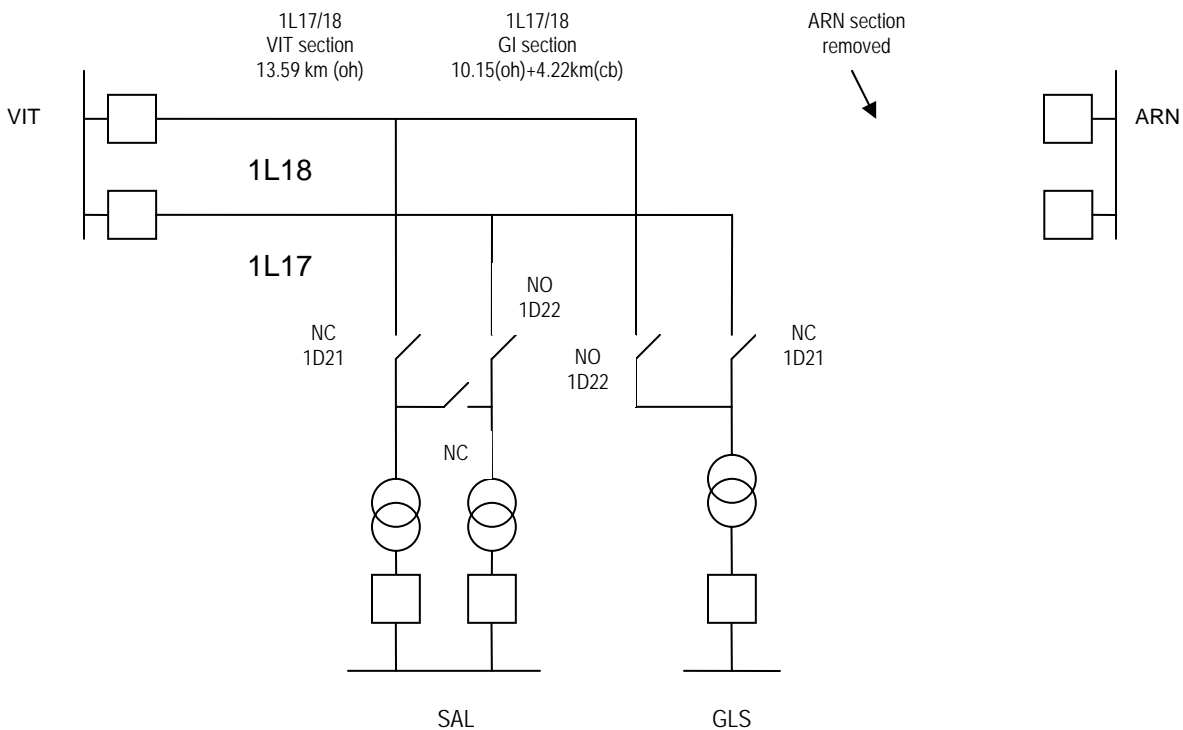 1L17/18
VIT section
13.59 km (oh)
1L17/18
GI section
10.15(oh)+4.22km(cb)
ARN section
removed
VIT
ARN
1L18
1L17
NO
1D22
NC
1D21
NO
1D22
NC
1D21
NC
SAL
GLS